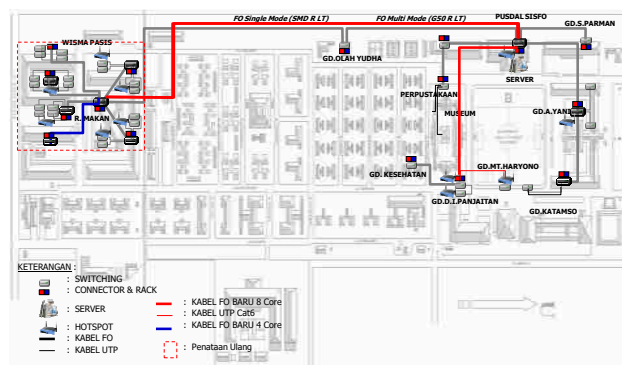 FO Single Mode (SMD R LT)
FO Multi Mode (G50 R LT)
PUSDAL SISFO
GD.S.PARMAN
WISMA PASIS
GD.OLAH YUDHA
SERVER
PERPUSTAKAAN
MUSEUM
GD.A.YANI
R. MAKAN
GD. KESEHATAN
GD.MT.HARYONO
GD.D.I.PANJAITAN
GD.KATAMSO
KETERANGAN :
: SWITCHING
: CONNECTOR & RACK
: SERVER
: HOTSPOT
: KABEL FO
: KABEL UTP
: KABEL FO BARU 8 Core
: KABEL UTP Cat6
: KABEL FO BARU 4 Core
: Penataan Ulang